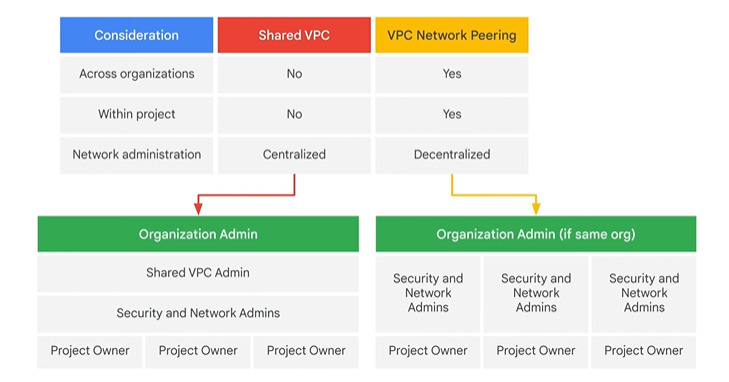 Consideration
Shared VPC
VPC Network Peering
Across organizations
No
Yes
Within project
No
Yes
Network administration
Centralized
Decentralized
Organization Admin
Shared VPC Admin
Security and Network Admins
Project Owner
Project Owner
Project Owner
Organization Admin (if same org)
Security and
Network
Admins
Security and
Network
Admins
Security and
Network
Admins
Project Owner
Project Owner
Project Owner